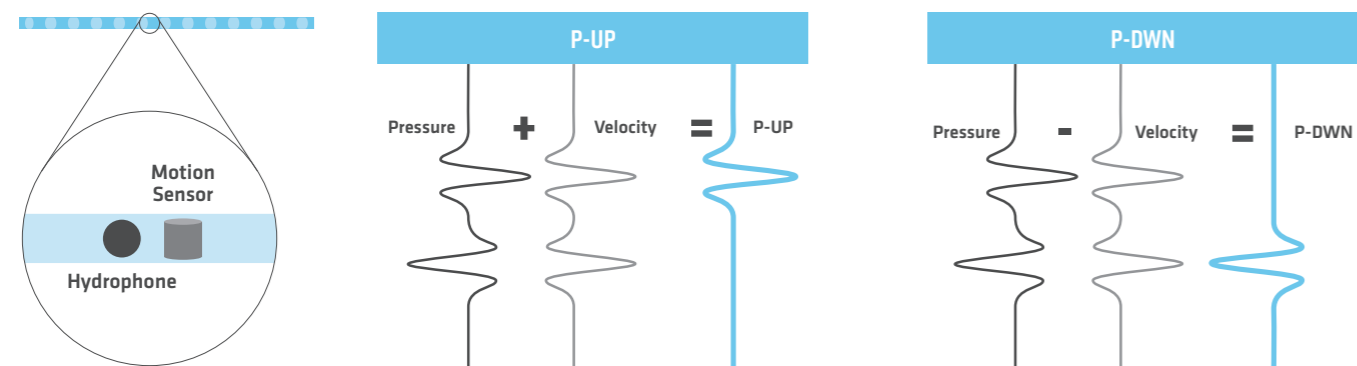 Motion
Sensor
Hydrophone
P-UP
Pressure + Velocity = P-UP
P-DWN
Pressure - Velocity = P-DWN